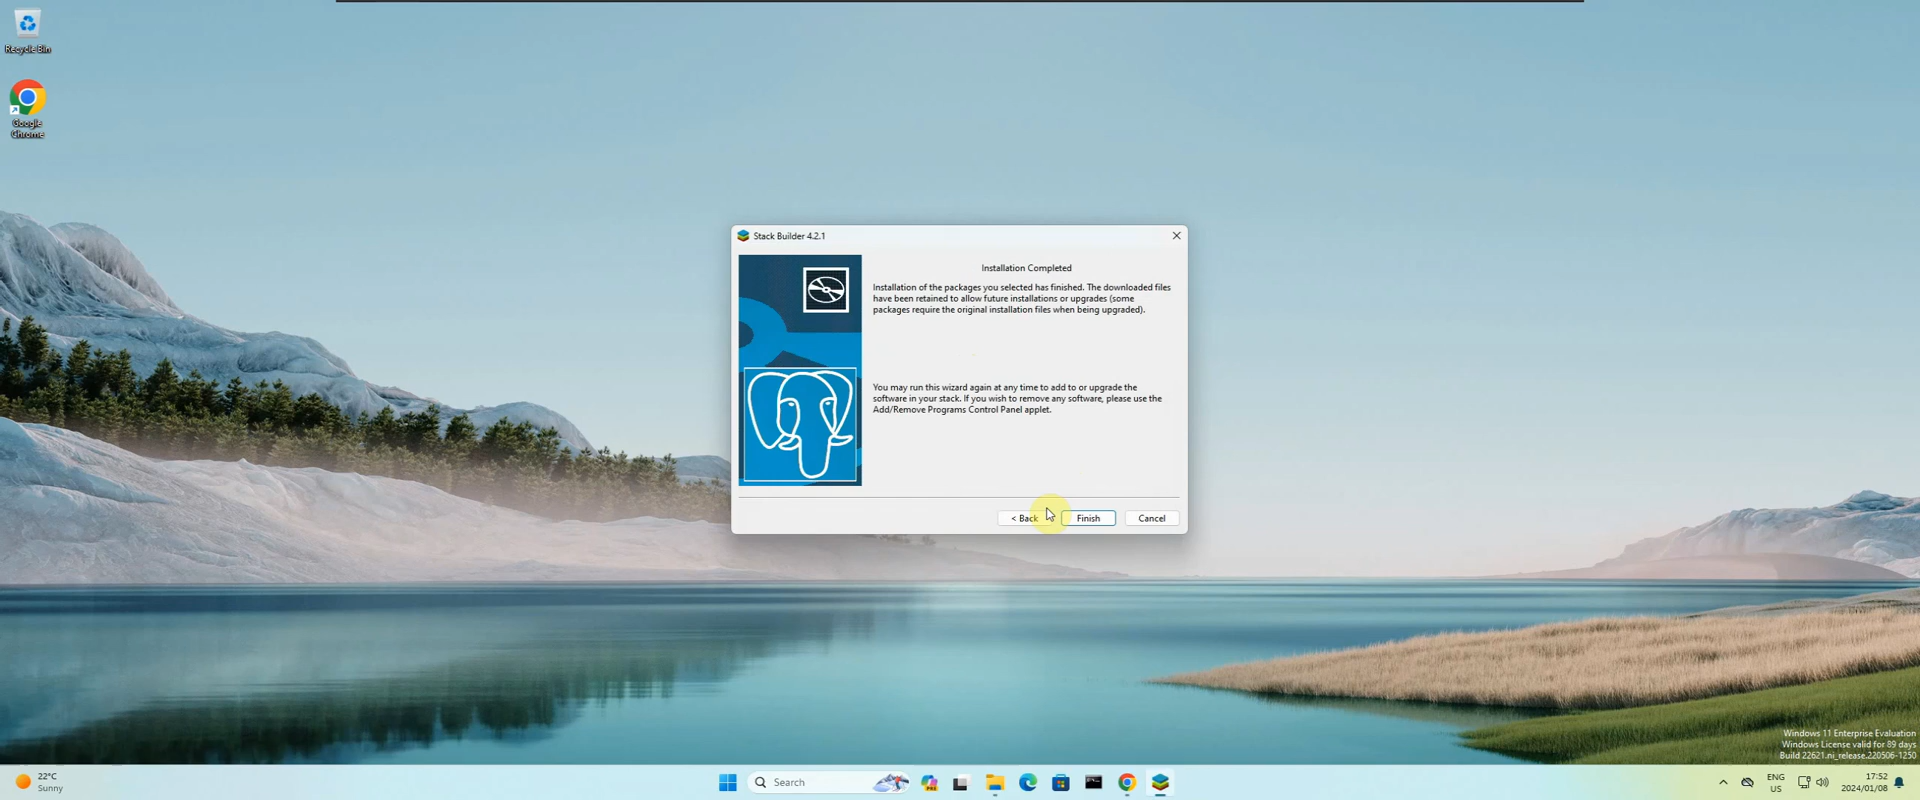 Recycle Bin
Google
Chrome
Stack Builder 4.2.1
Installation Completed
Installation of the packages you selected has finished. The downloaded files
have been retained to allow future installations or upgrades (some
packages require the original installation files when being upgraded).
You may run this wizard again at any time to add to or upgrade the
software in your stack. If you wish to remove any software, please use the
Add/Remove Programs Control Panel applet.
< Back
Finish
Cancel
Windows 11 Enterprise Evaluation
Windows License valid for 89 days
Build 22621.ni_release.220506-1250
22°C
Sunny
Search
ENG
US
17:52
2024/01/08